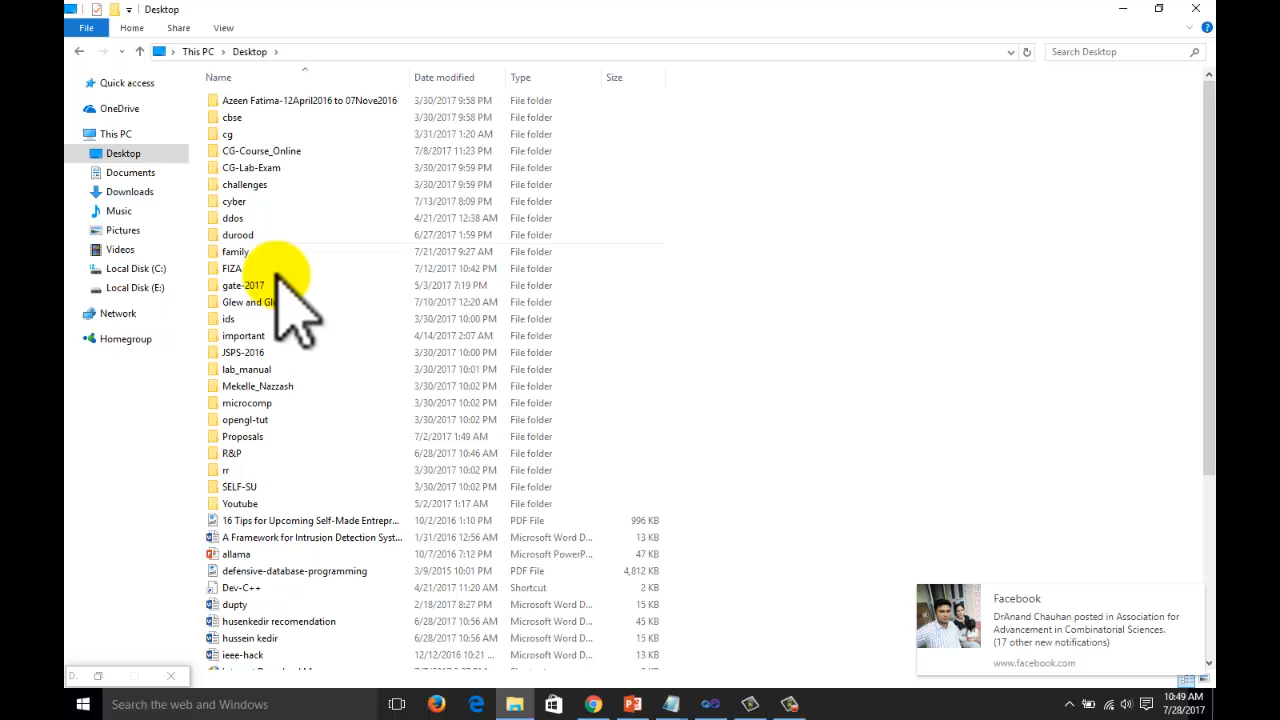 Desktop
File Home Share View
This PC Desktop
Search Desktop
Name Date modified Type Size
Quick access
OneDrive
This PC
Desktop
Documents
Downloads
Music
Pictures
Videos
Local Disk (C:)
Local Disk (E:)
Network
Homegroup
Azeen Fatima-12April2016 to 07Nove2016 3/30/2017 9:58 PM File folder
cbse 3/30/2017 9:58 PM File folder
cg 3/31/2017 1:20 AM File folder
CG-Course_Online 7/8/2017 11:23 PM File folder
CG-Lab-Exam 3/30/2017 9:59 PM File folder
challenges 3/30/2017 9:59 PM File folder
cyber 7/13/2017 8:09 PM File folder
ddos 4/21/2017 12:38 AM File folder
durood 6/27/2017 1:59 PM File folder
family 7/21/2017 9:27 AM File folder
FIZA 7/12/2017 10:42 PM File folder
gate-2017 5/3/2017 7:19 PM File folder
Glew and 7/10/2017 12:20 AM File folder
ids 3/30/2017 10:00 PM File folder
important 4/14/2017 2:07 AM File folder
JSPS-2016 3/30/2017 10:00 PM File folder
lab_manual 3/30/2017 10:01 PM File folder
Mekelle_Nazzash 3/30/2017 10:02 PM File folder
microcomp 3/30/2017 10:02 PM File folder
opengl-tut 3/30/2017 10:02 PM File folder
Proposals 7/2/2017 1:49 AM File folder
R&P 6/28/2017 10:46 AM File folder
rr 3/30/2017 10:02 PM File folder
SELF-SU 3/30/2017 10:02 PM File folder
Youtube 5/2/2017 1:17 AM File folder
16 Tips for Upcoming Self-Made Entrepr... 10/2/2016 1:10 PM PDF File 996 KB
A Framework for Intrusion Detection Syst... 1/31/2016 12:56 AM Microsoft Word D... 13 KB
allama 10/7/2016 7:12 PM Microsoft PowerP... 47 KB
defensive-database-programming 3/9/2015 10:01 PM PDF File 4,812 KB
Dev-C++ 4/21/2017 11:20 AM Shortcut 2 KB
dupty 2/18/2017 8:27 PM Microsoft Word D... 15 KB
husenkedir recomendation 6/28/2017 10:56 AM Microsoft Word D... 45 KB
hussein kedir 6/28/2017 10:56 AM Microsoft Word D... 15 KB
ieee-hack 12/12/2016 10:21 ... Microsoft Word D... 13 KB
Facebook
DrAnand Chauhan posted in Association for
Advancement in Combinatorial Sciences.
(17 other new notifications)
www.facebook.com
D.
Search the web and Windows
10:49 AM
7/28/2017